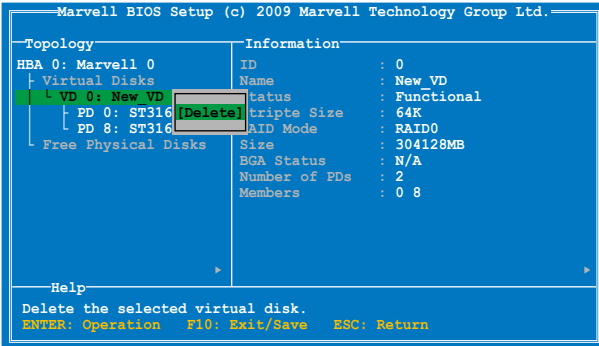 Marvell BIOS Setup (c) 2009 Marvell Technology Group Ltd.
Topology
HBA 0: Marvell 0
Virtual Disks
VD 0: New_VD
PD 0: ST316
PD 8: ST316
Free Physical Disks
[Delete]
Information
ID : 0
Name : New_VD
tatus : Functional
tripte Size : 64K
AID Mode : RAID0
Size : 304128MB
BGA Status : N/A
Number of PDs : 2
Members : 0 8
Help
Delete the selected virtual disk.
ENTER: Operation F10: Exit/Save ESC: Return